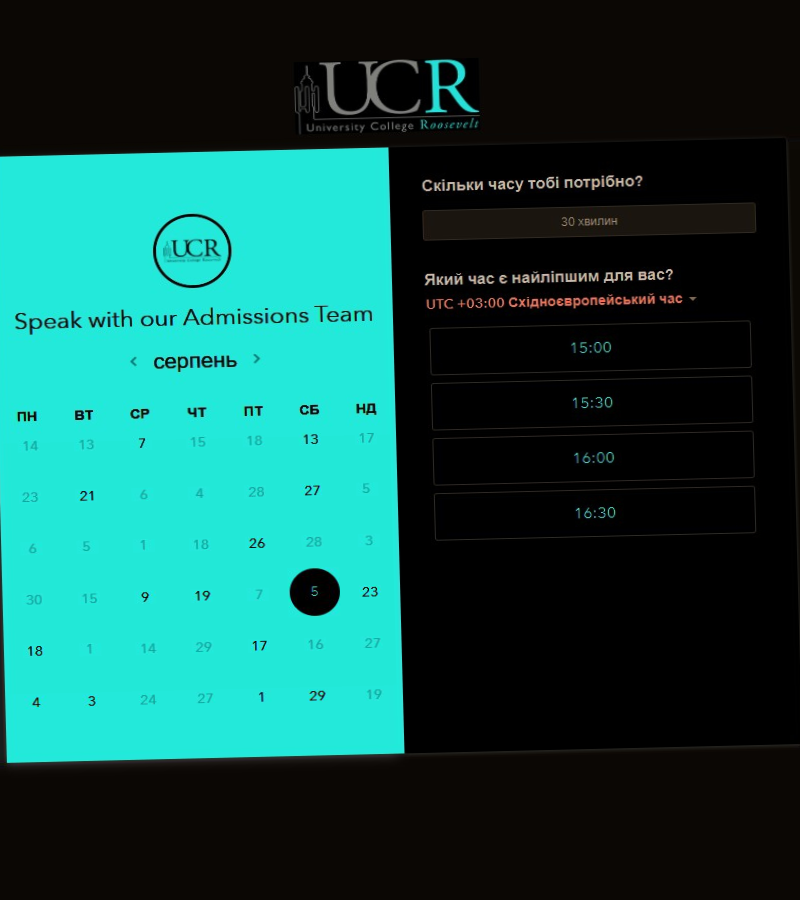 UCR
University College Roosevelt
UCR
University College Roosevelt
Speak with our Admissions Team
серпень
ПН ВТ СР ЧТ ПТ СБ НД
14 13 7 15 18 13 17
23 21 6 4 28 27 5
6 5 1 18 26 28 3
30 15 9 19 7 5 23
18 1 14 29 17 16 27
4 3 24 27 1 29 19
Скільки часу тобі потрібно?
30 хвилин
Який час є найліпшим для вас?
UTC +03:00 Східноєвропейський час
15:00
15:30
16:00
16:30